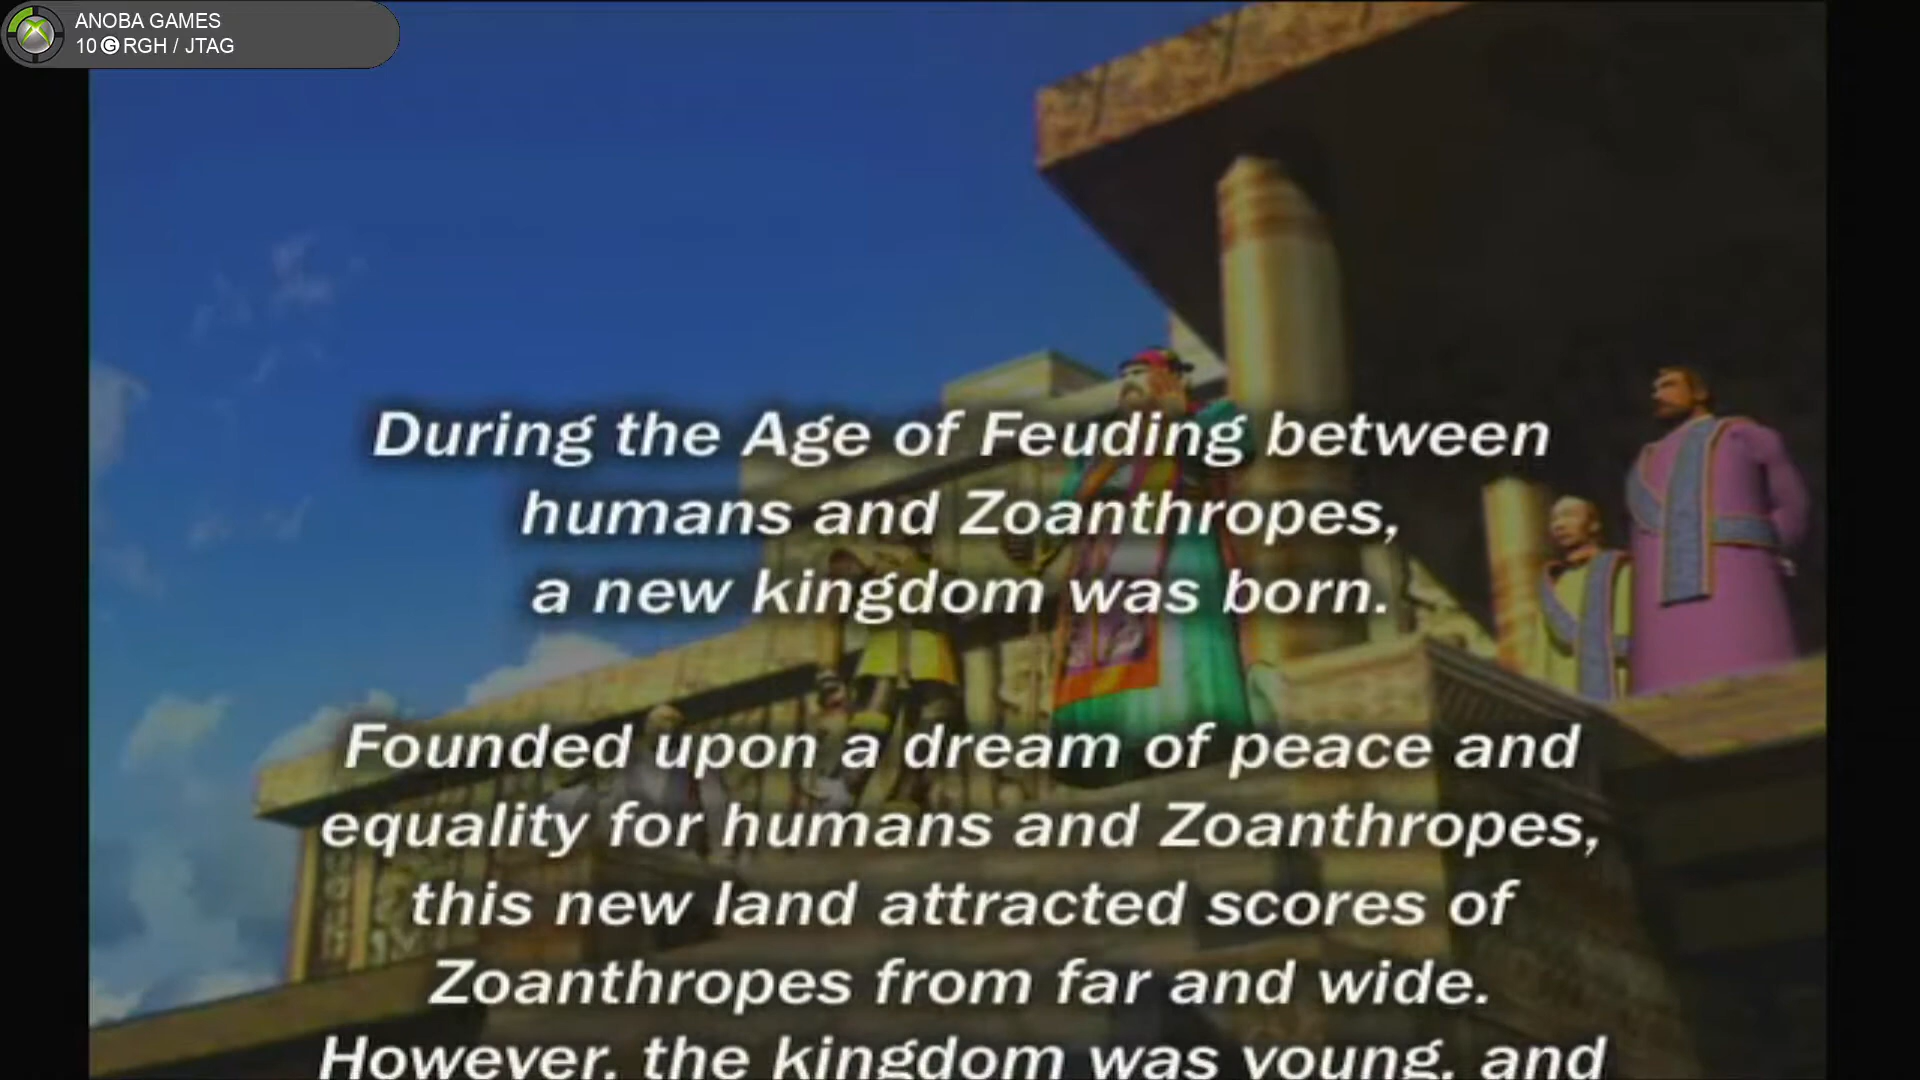 ANOBA GAMES
10 G RGH / JTAG
During the Age of Feuding between
humans and Zoanthropes,
a new kingdom was born.
Founded upon a dream of peace and
equality for humans and Zoanthropes,
this new land attracted scores of
Zoanthropes from far and wide.
However, the kingdom was young, and